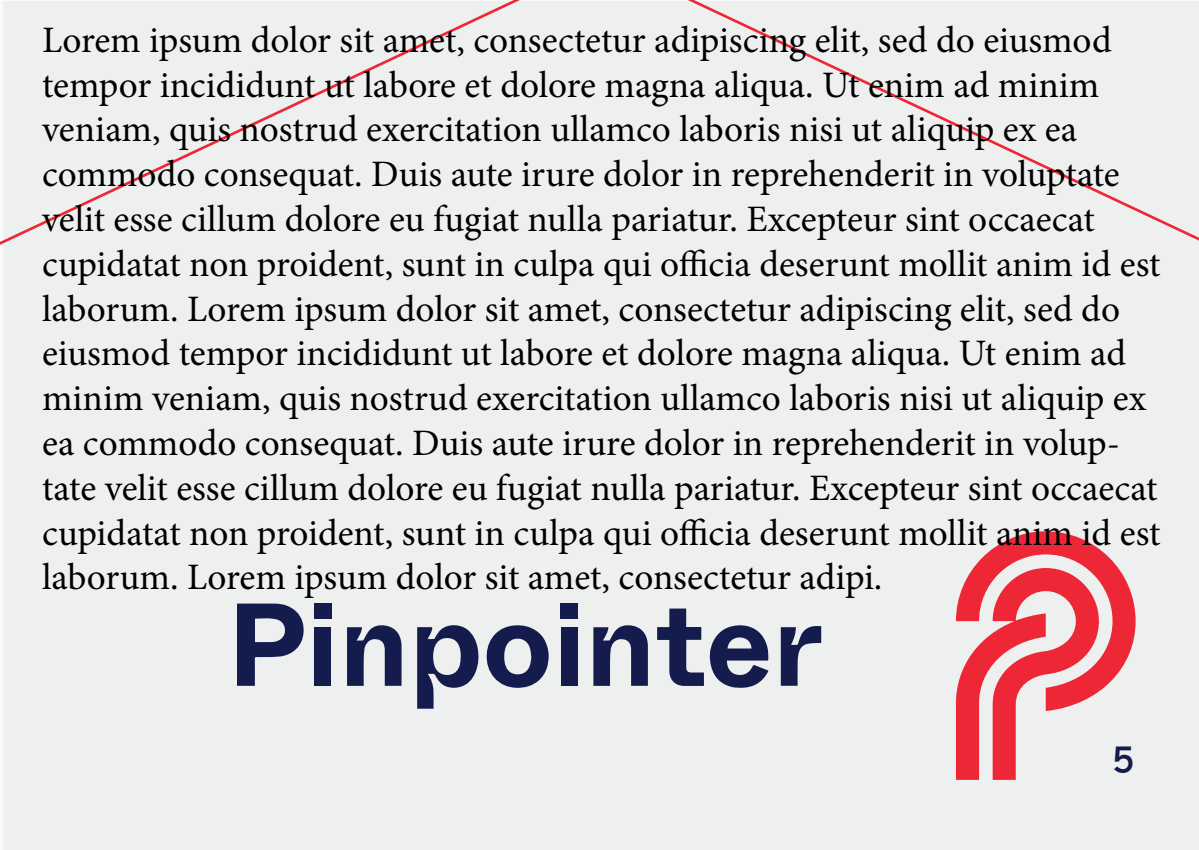 Lorem ipsum dolor sit amet, consectetur adipiscing elit, sed do eiusmod
tempor incididunt ut labore et dolore magna aliqua. Ut enim ad minim
veniam, quis nostrud exercitation ullamco laboris nisi ut aliquip ex ea
commodo consequat. Duis aute irure dolor in reprehenderit in voluptate
velit esse cillum dolore eu fugiat nulla pariatur. Excepteur sint occaecat
cupidatat non proident, sunt in culpa qui officia deserunt mollit anim id est
laborum. Lorem ipsum dolor sit amet, consectetur adipiscing elit, sed do
eiusmod tempor incididunt ut labore et dolore magna aliqua. Ut enim ad
minim veniam, quis nostrud exercitation ullamco laboris nisi ut aliquip ex
ea commodo consequat. Duis aute irure dolor in reprehenderit in volup-
tate velit esse cillum dolore eu fugiat nulla pariatur. Excepteur sint occaecat
cupidatat non proident, sunt in culpa qui officia deserunt mollit anim id est
laborum. Lorem ipsum dolor sit amet, consectetur adipi.
Pinpointer
5